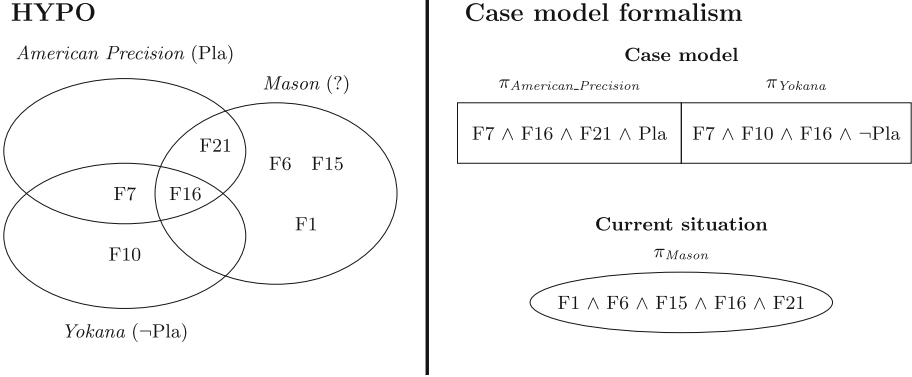 HYPO
American Precision (Pla)
Mason (?)
F21
F6 F15
F7 F16
F1
F10
Yokana (¬Pla)
Case model formalism
Case model
π_American_Precision π_Yokana
F7 ∧ F16 ∧ F21 ∧ Pla F7 ∧ F10 ∧ F16 ∧ ¬Pla
Current situation
π_Mason
F1 ∧ F6 ∧ F15 ∧ F16 ∧ F21